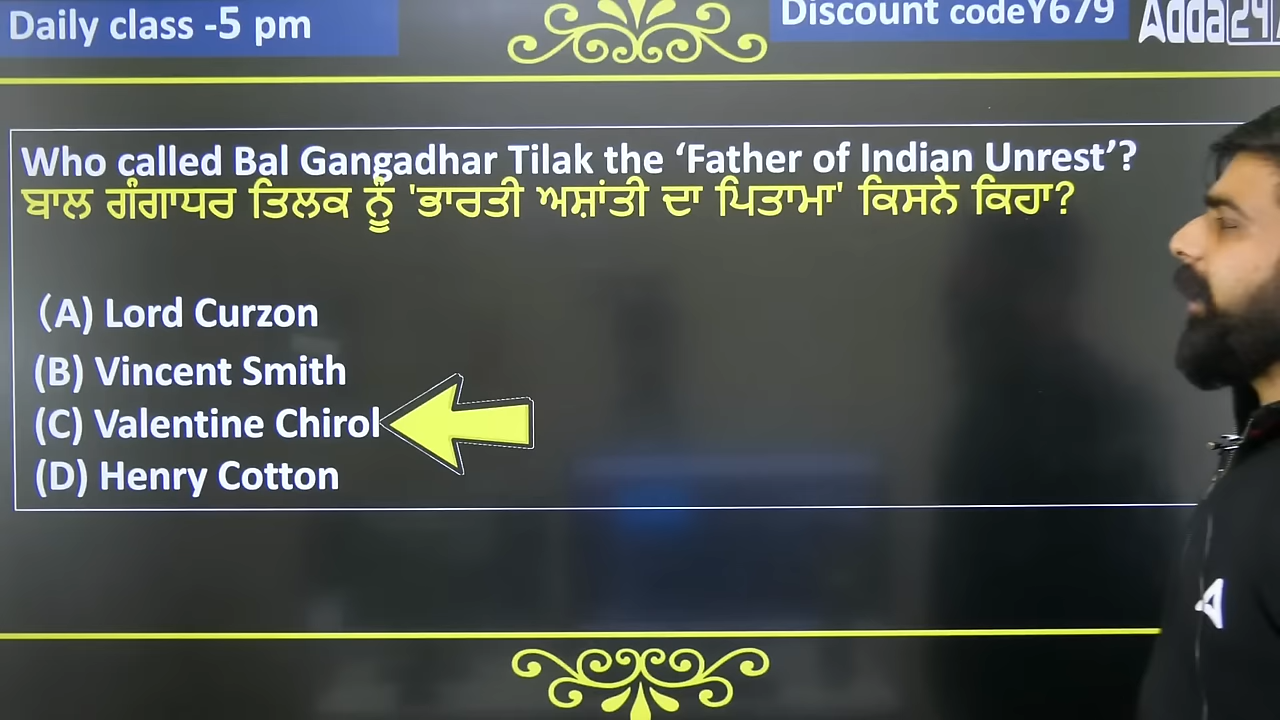 Daily class -5 pm
Discount codeY679
Adda247
Who called Bal Gangadhar Tilak the ‘Father of Indian Unrest’?
ਬਾਲ ਗੰਗਾਧਰ ਤਿਲਕ ਨੂੰ 'ਭਾਰਤੀ ਅਸ਼ਾਂਤੀ ਦਾ ਪਿਤਾਮਾ' ਕਿਸਨੇ ਕਿਹਾ?
(A) Lord Curzon
(B) Vincent Smith
(C) Valentine Chirol
(D) Henry Cotton